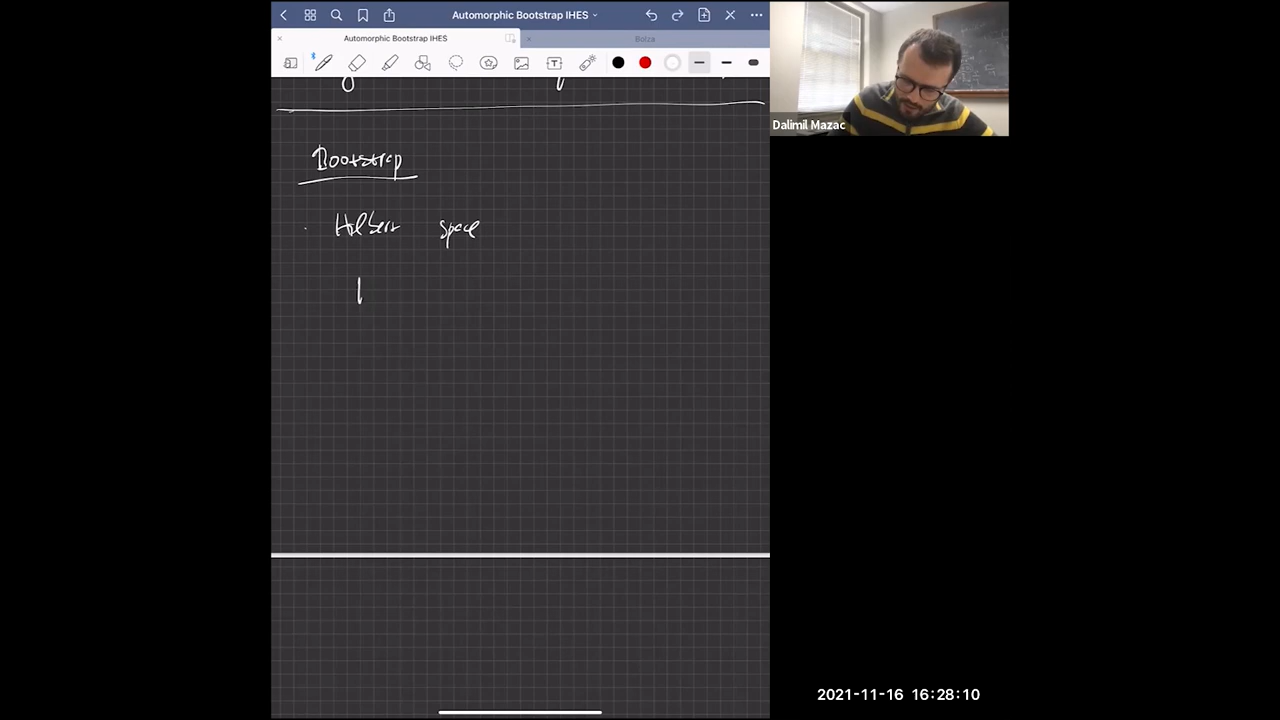 Automorphic Bootstrap IHES
Automorphic Bootstrap IHES
Bolza
Bootstrap
Hilbert space
Dalimil Mazac
2021-11-16 16:28:10